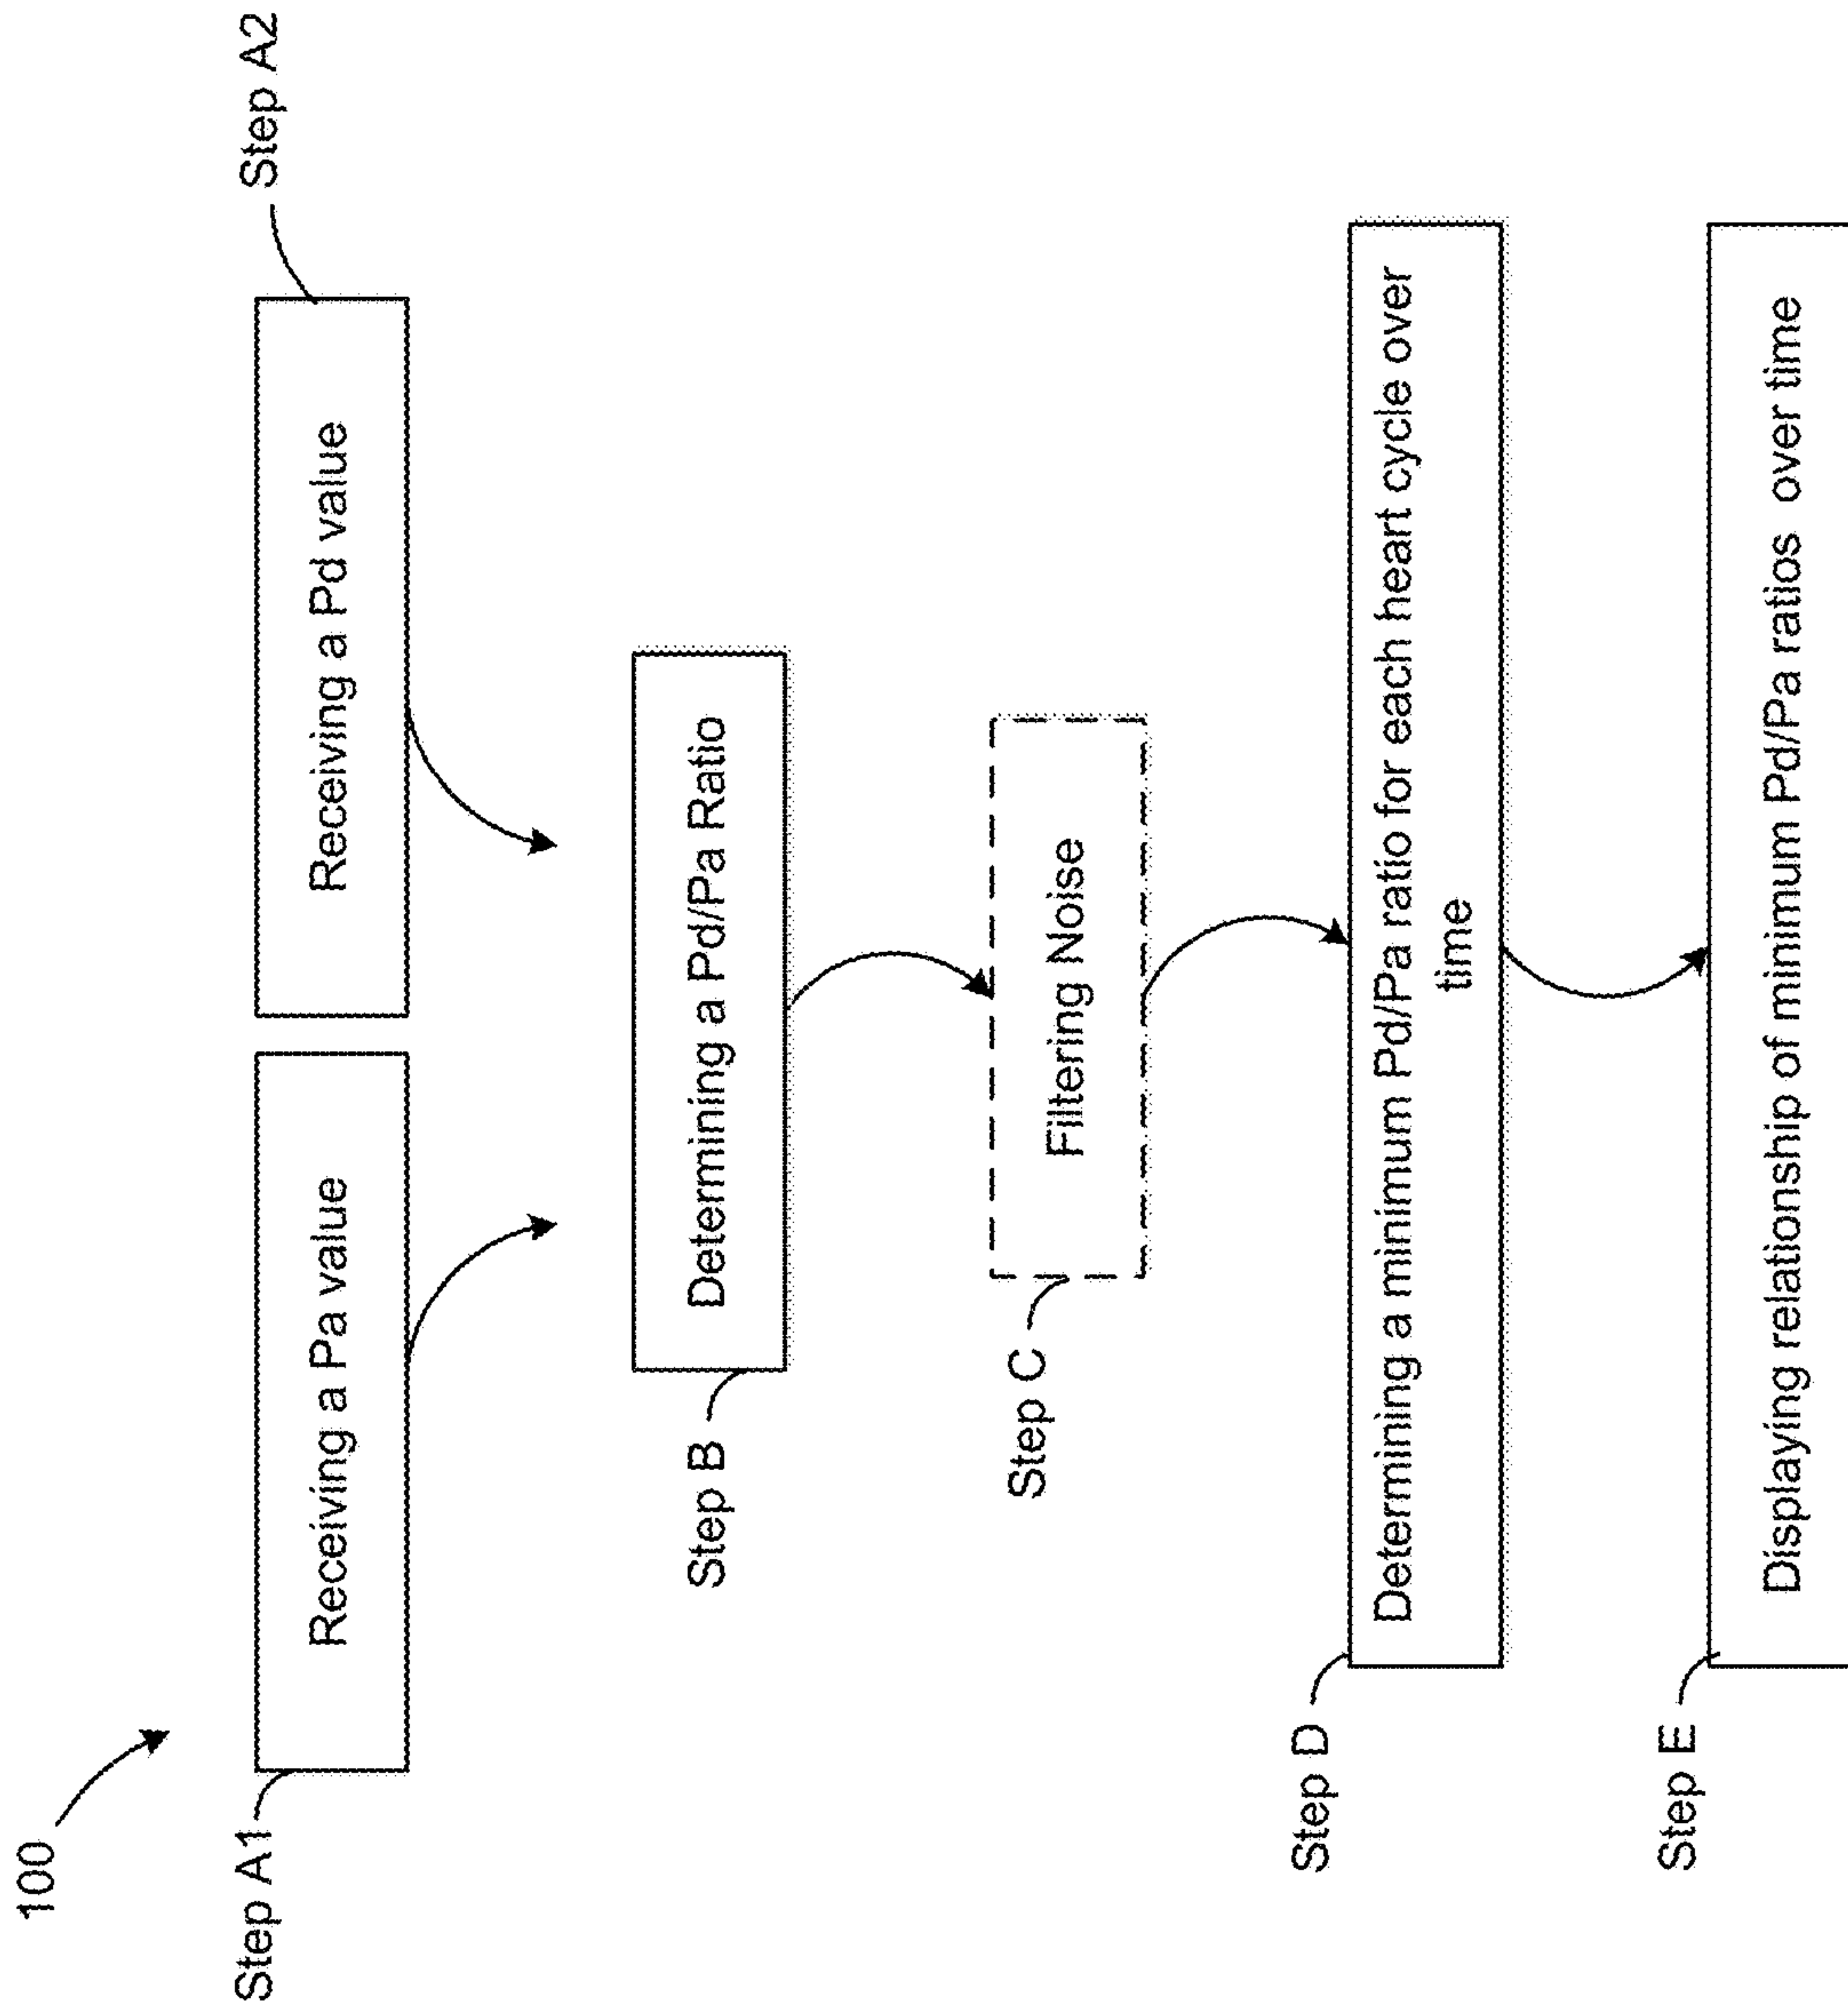 100
Step A1
Receiving a Pa value
Receiving a Pd value
Step A2
Step B
Determining a Pd/Pa Ratio
Step C
Filtering Noise
Step D
Determining a minimum Pd/Pa ratio for each heart cycle over
time
Step E
Displaying relationship of minimum Pd/Pa ratios over time